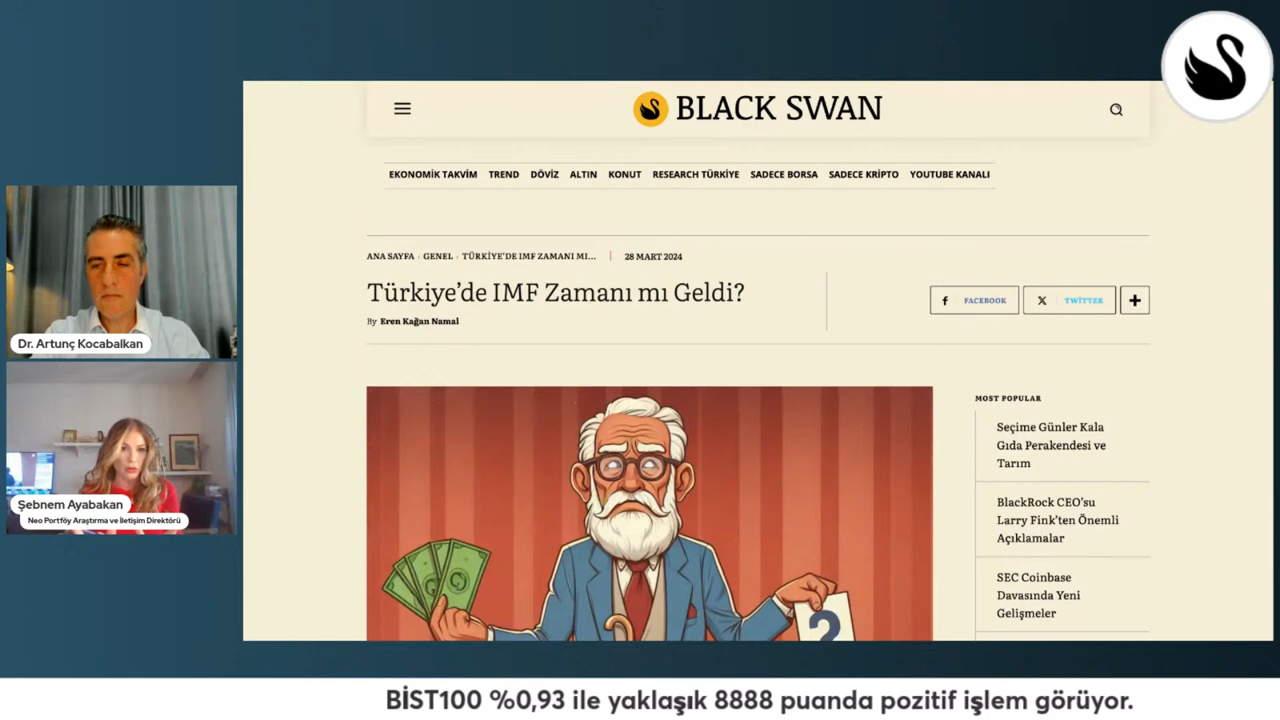 BLACK SWAN
EKONOMİK TAKVİM TREND DÖVİZ ALTIN KONUT RESEARCH TÜRKİYE SADECE BORSA SADECE KRİPTO YOUTUBE KANALI
ANA SAYFA › GENEL › TÜRKİYE'DE IMF ZAMANI MI... | 28 MART 2024
Türkiye’de IMF Zamanı mı Geldi?
By Eren Kağan Namal
FACEBOOK
TWITTER
Dr. Artunç Kocabalkan
Şebnem Ayabakan
Neo Portföy Araştırma ve İletişim Direktörü
?
MOST POPULAR
Seçime Günler Kala
Gıda Perakendesi ve
Tarım
BlackRock CEO’su
Larry Fink’ten Önemli
Açıklamalar
SEC Coinbase
Davasında Yeni
Gelişmeler
BİST100 %0,93 ile yaklaşık 8888 puanda pozitif işlem görüyor.